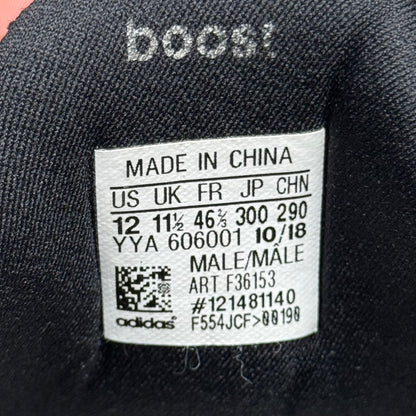 boost
MADE IN CHINA
US UK FR JP CHN
12 11½ 46⅔ 300 290
YYA 606001 10/18
MALE/MÂLE
ART F36153
#121481140
adidas® F554JCF>00190